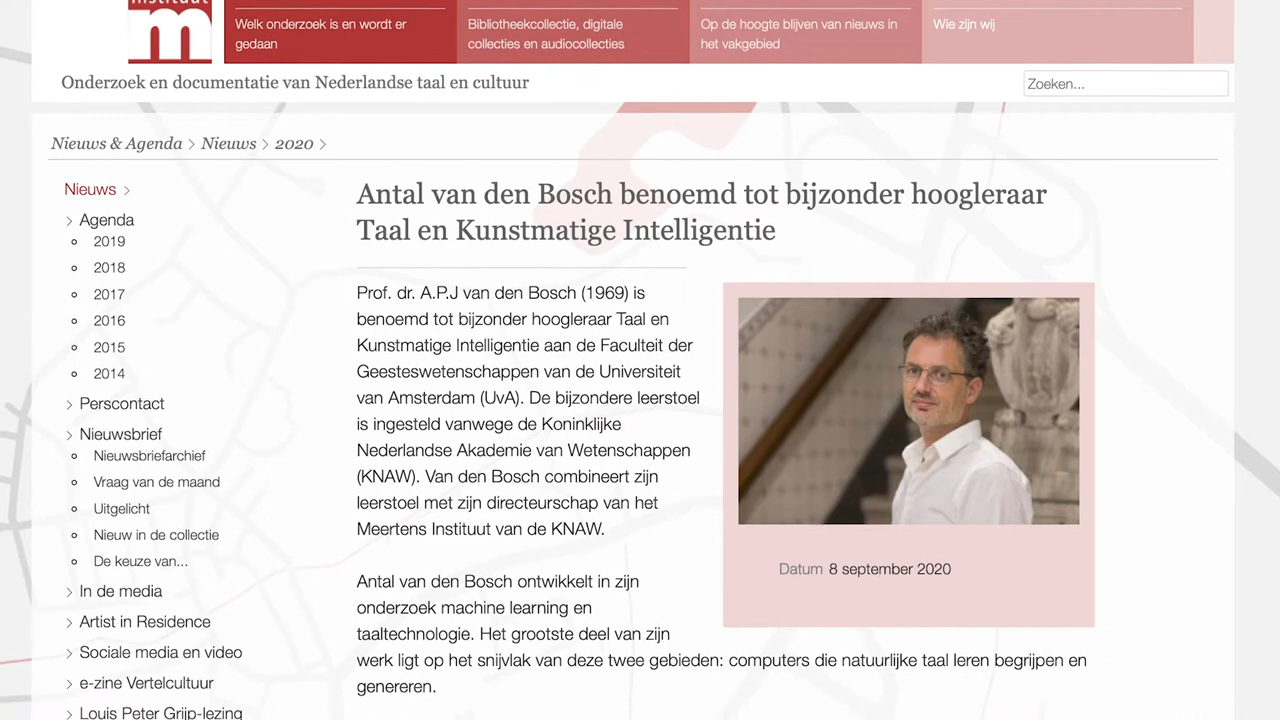 instituut
m
Welk onderzoek is en wordt er
gedaan
Bibliotheekcollectie, digitale
collecties en audiocollecties
Op de hoogte blijven van nieuws in
het vakgebied
Wie zijn wij
Onderzoek en documentatie van Nederlandse taal en cultuur
Zoeken...
Nieuws & Agenda > Nieuws > 2020 >
Nieuws >
> Agenda
2019
2018
2017
2016
2015
2014
> Perscontact
> Nieuwsbrief
Nieuwsbriefarchief
Vraag van de maand
Uitgelicht
Nieuw in de collectie
De keuze van...
> In de media
> Artist in Residence
> Sociale media en video
> e-zine Vertelcultuur
> Louis Peter Grijp-lezing
Antal van den Bosch benoemd tot bijzonder hoogleraar
Taal en Kunstmatige Intelligentie
Prof. dr. A.P.J van den Bosch (1969) is
benoemd tot bijzonder hoogleraar Taal en
Kunstmatige Intelligentie aan de Faculteit der
Geesteswetenschappen van de Universiteit
van Amsterdam (UvA). De bijzondere leerstoel
is ingesteld vanwege de Koninklijke
Nederlandse Akademie van Wetenschappen
(KNAW). Van den Bosch combineert zijn
leerstoel met zijn directeurschap van het
Meertens Instituut van de KNAW.
Datum 8 september 2020
Antal van den Bosch ontwikkelt in zijn
onderzoek machine learning en
taaltechnologie. Het grootste deel van zijn
werk ligt op het snijvlak van deze twee gebieden: computers die natuurlijke taal leren begrijpen en
genereren.